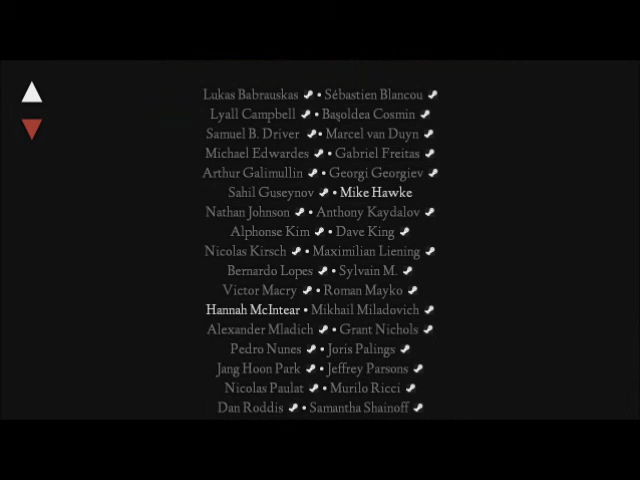 Lukas Babrauskas • Sébastien Blancou
Lyall Campbell • Başoldea Cosmin
Samuel B. Driver • Marcel van Duyn
Michael Edwardes • Gabriel Freitas
Arthur Galimullin • Georgi Georgiev
Sahil Guseynov • Mike Hawke
Nathan Johnson • Anthony Kaydalov
Alphonse Kim • Dave King
Nicolas Kirsch • Maximilian Liening
Bernardo Lopes • Sylvain M.
Victor Macry • Roman Mayko
Hannah McIntear • Mikhail Miladovich
Alexander Mladich • Grant Nichols
Pedro Nunes • Joris Palings
Jang Hoon Park • Jeffrey Parsons
Nicolas Paulat • Murilo Ricci
Dan Roddis • Samantha Shainoff